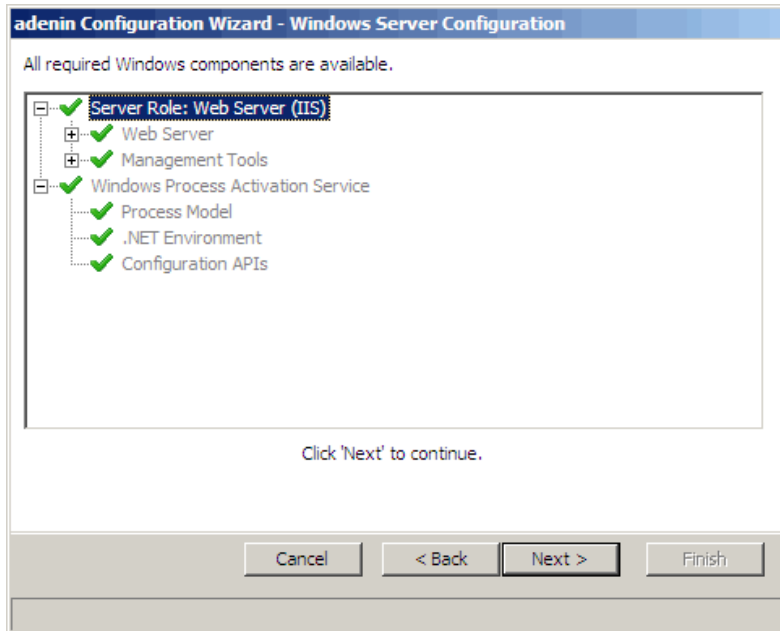 adenin Configuration Wizard - Windows Server Configuration
All required Windows components are available.
Server Role: Web Server (IIS)
Web Server
Management Tools
Windows Process Activation Service
Process Model
.NET Environment
Configuration APIs
Click 'Next' to continue.
Cancel < Back Next > Finish